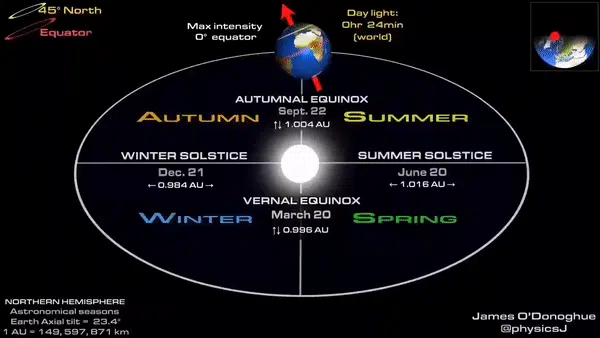 45° North
Equator
Max intensity
0° equator
Day light:
0hr 24min
(world)
AUTUMNAL EQUINOX
Sept. 22
↑↓ 1.004 AU
AUTUMN
SUMMER
WINTER SOLSTICE
Dec. 21
← 0.984 AU →
SUMMER SOLSTICE
June 20
← 1.016 AU →
VERNAL EQUINOX
March 20
↑↓ 0.996 AU
WINTER
SPRING
NORTHERN HEMISPHERE
Astronomical seasons
Earth Axial tilt = 23.4°
1 AU = 149,597,871 km
James O'Donoghue
@physicsJ